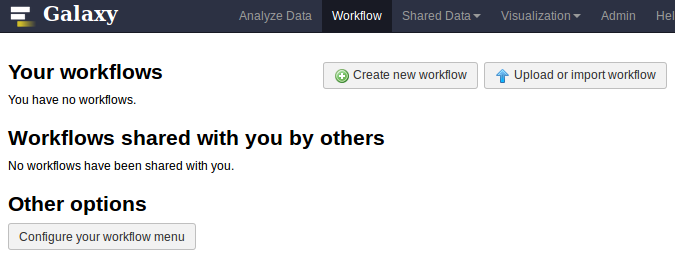 Galaxy Analyze Data Workflow Shared Data Visualization Admin Hel
Your workflows Create new workflow Upload or import workflow
You have no workflows.
Workflows shared with you by others
No workflows have been shared with you.
Other options
Configure your workflow menu